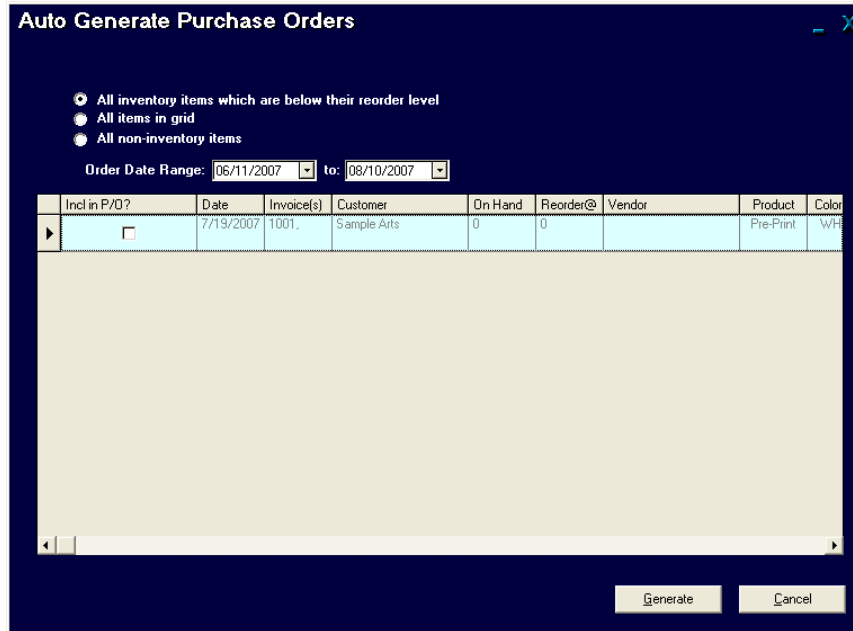 Auto Generate Purchase Orders
All inventory items which are below their reorder level
All items in grid
All non-inventory items
Order Date Range: 06/11/2007 to: 08/10/2007
Incl in P/O? Date Invoice(s) Customer On Hand Reorder@ Vendor Product Color
7/19/2007 1001, Sample Arts 0 0 Pre-Print WH
Generate Cancel